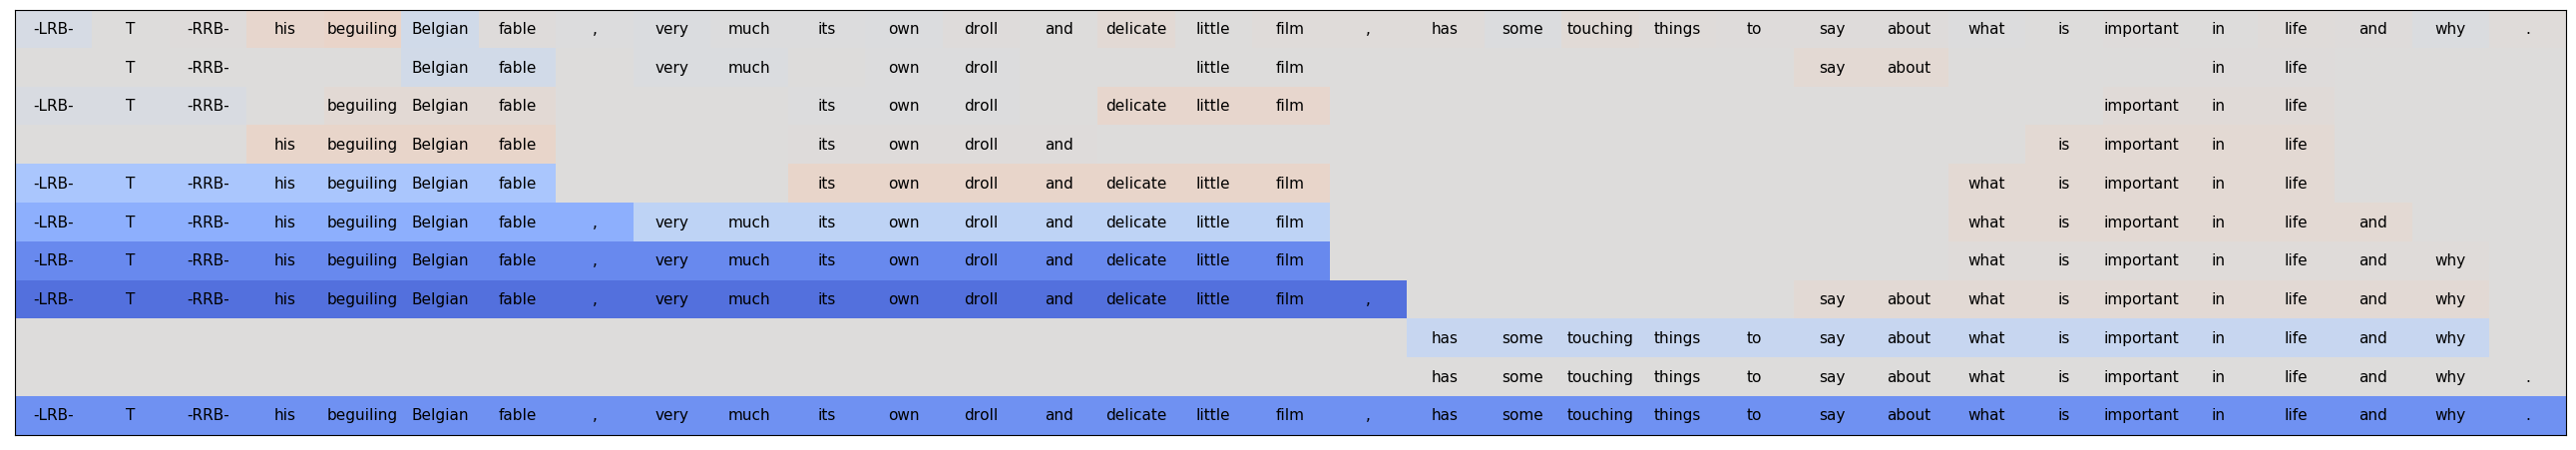 -LRB- T -RRB- his beguiling Belgian fable , very much its own droll and delicate little film , has some touching things to say about what is important in life and why .
T -RRB- Belgian fable very much own droll little film say about in life
-LRB- T -RRB- beguiling Belgian fable its own droll delicate little film important in life
his beguiling Belgian fable its own droll and is important in life
-LRB- T -RRB- his beguiling Belgian fable its own droll and delicate little film what is important in life
-LRB- T -RRB- his beguiling Belgian fable , very much its own droll and delicate little film what is important in life and
-LRB- T -RRB- his beguiling Belgian fable , very much its own droll and delicate little film what is important in life and why
-LRB- T -RRB- his beguiling Belgian fable , very much its own droll and delicate little film , say about what is important in life and why
has some touching things to say about what is important in life and why
has some touching things to say about what is important in life and why .
-LRB- T -RRB- his beguiling Belgian fable , very much its own droll and delicate little film , has some touching things to say about what is important in life and why .